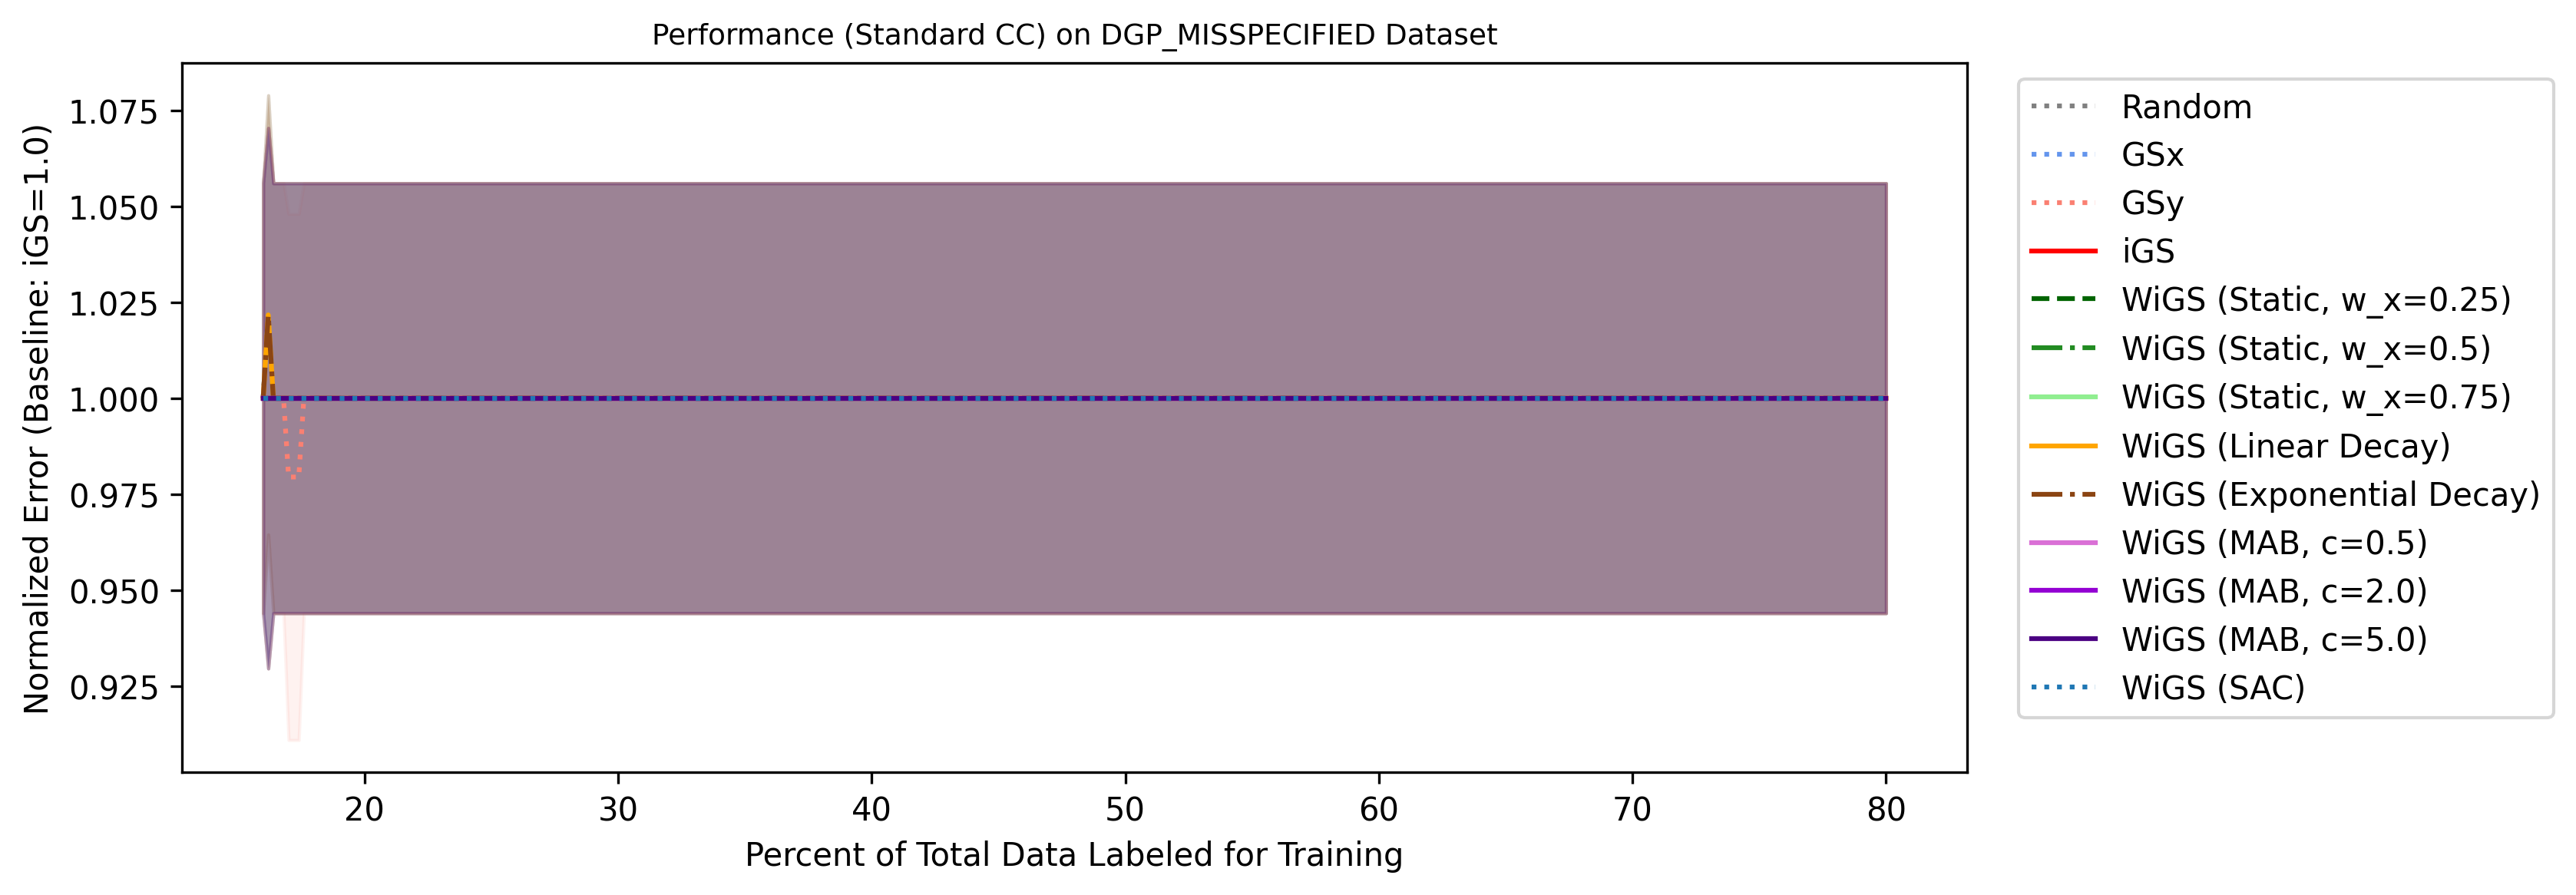 Performance (Standard CC) on DGP_MISSPECIFIED Dataset
Normalized Error (Baseline: iGS=1.0)
1.075
1.050
1.025
1.000
0.975
0.950
0.925
20 30 40 50 60 70 80
Percent of Total Data Labeled for Training
Random
GSx
GSy
iGS
WiGS (Static, w_x=0.25)
WiGS (Static, w_x=0.5)
WiGS (Static, w_x=0.75)
WiGS (Linear Decay)
WiGS (Exponential Decay)
WiGS (MAB, c=0.5)
WiGS (MAB, c=2.0)
WiGS (MAB, c=5.0)
WiGS (SAC)